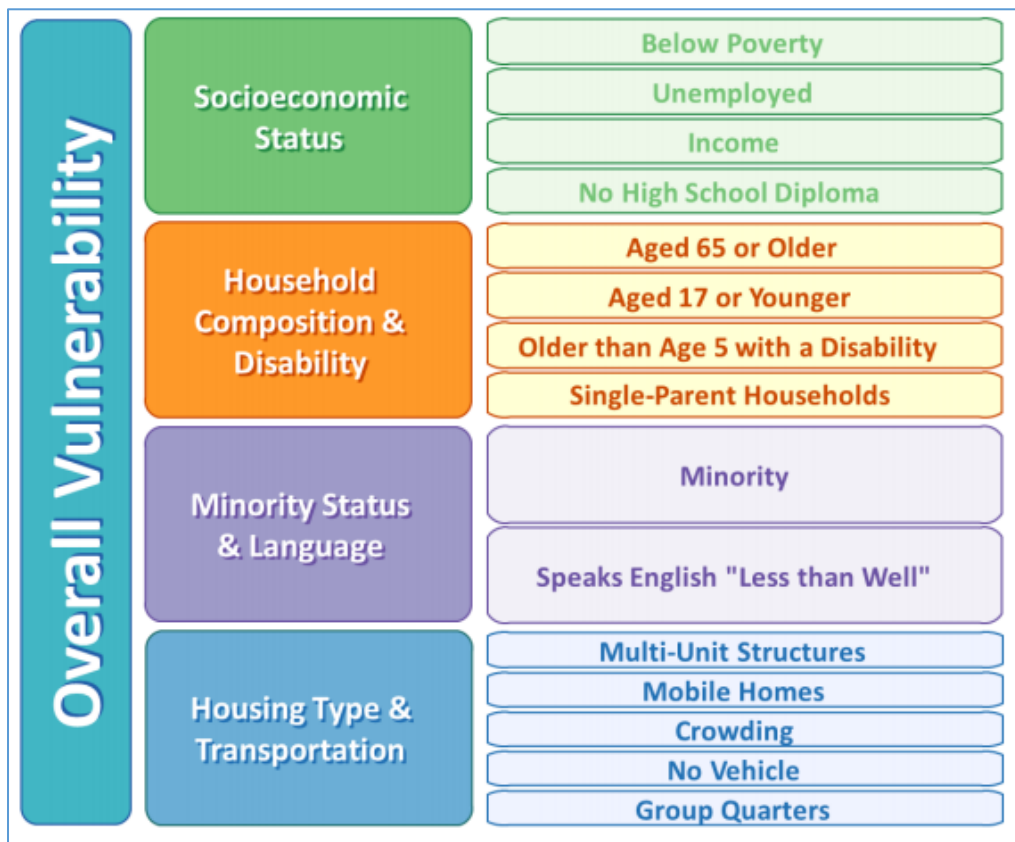 Overall Vulnerability
Socioeconomic
Status
Below Poverty
Unemployed
Income
No High School Diploma
Household
Composition &
Disability
Aged 65 or Older
Aged 17 or Younger
Older than Age 5 with a Disability
Single-Parent Households
Minority Status
& Language
Minority
Speaks English "Less than Well"
Housing Type &
Transportation
Multi-Unit Structures
Mobile Homes
Crowding
No Vehicle
Group Quarters